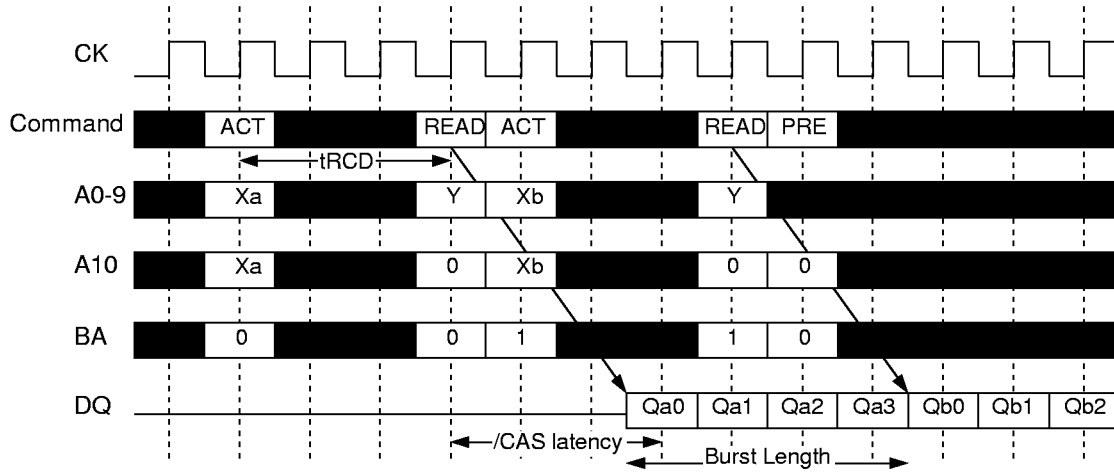 CK
Command ACT READ ACT READ PRE
tRCD
A0-9 Xa Y Xb Y
A10 Xa 0 Xb 0 0
BA 0 0 1 1 0
DQ Qa0 Qa1 Qa2 Qa3 Qb0 Qb1 Qb2
/CAS latency
Burst Length